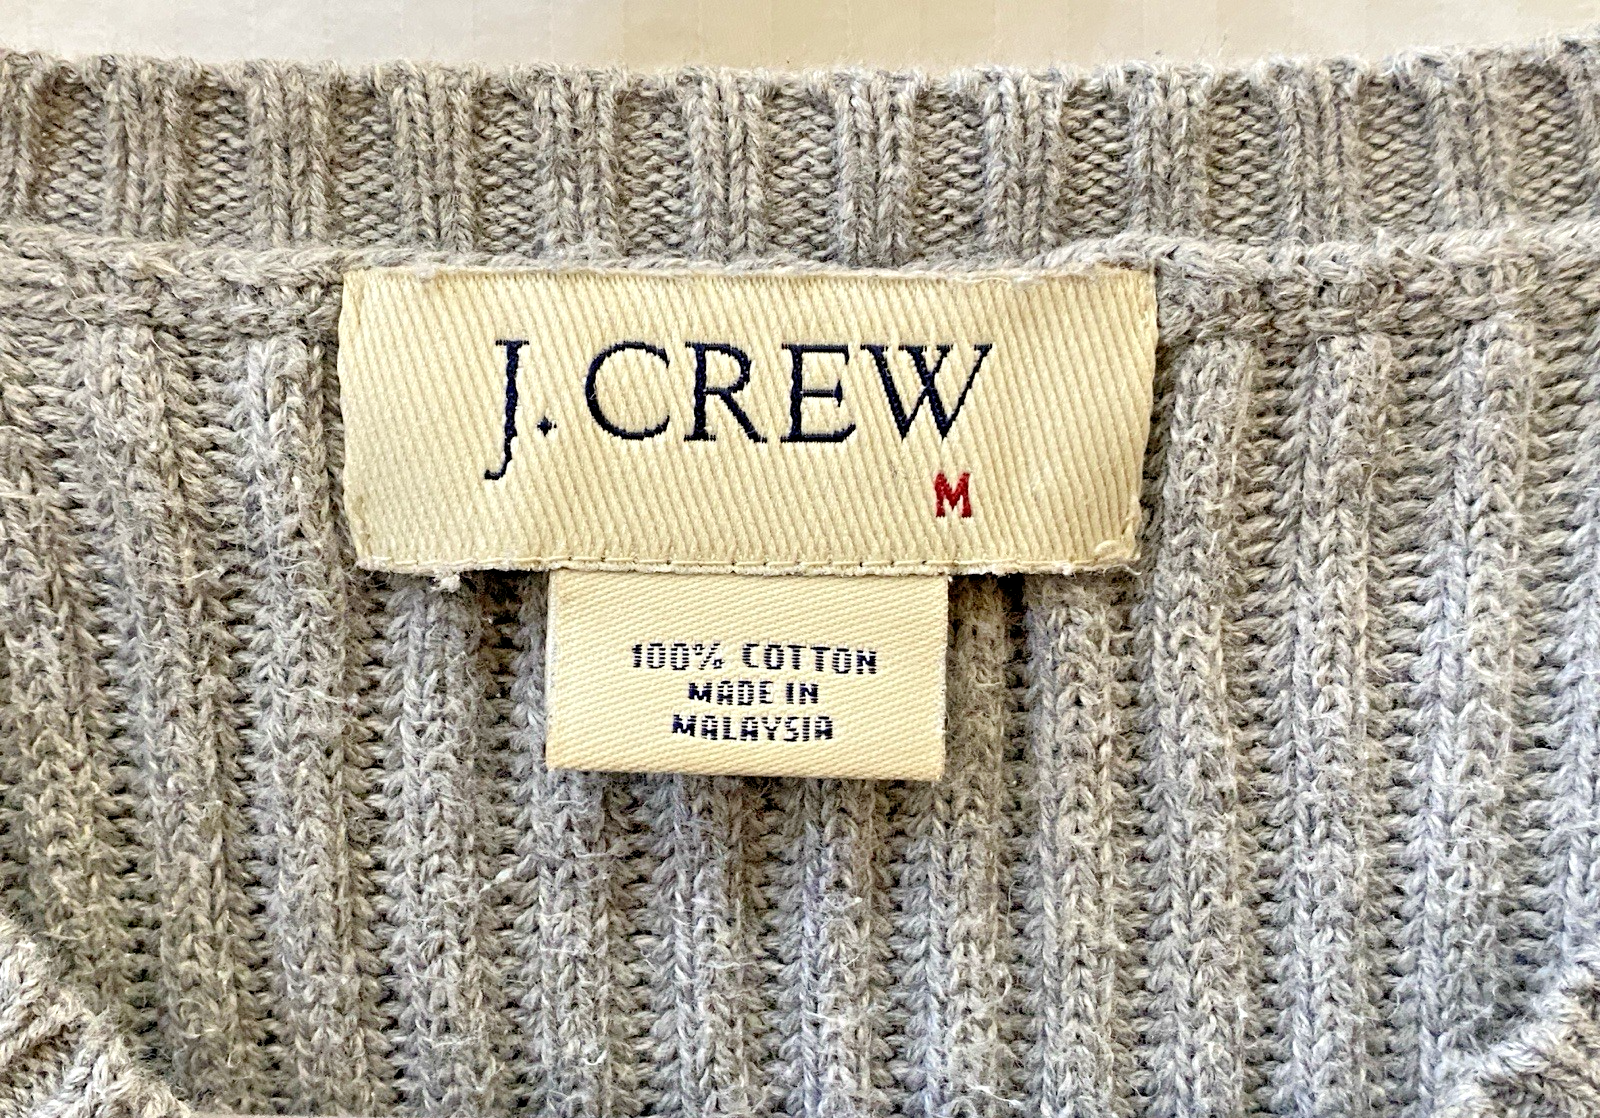 J.CREW
M
100% COTTON
MADE IN
MALAYSIA